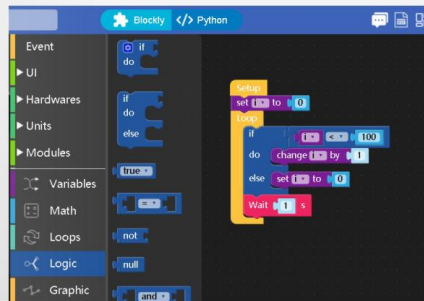 Blockly </> Python
Event
UI
Hardwares
Units
Modules
Variables
Math
Loops
Logic
Graphic
if
do
if
do
else
true
=
not
null
and
Setup
set i to 0
Loop
if i < 100
do change i by 1
else set i to 0
Wait 1 s